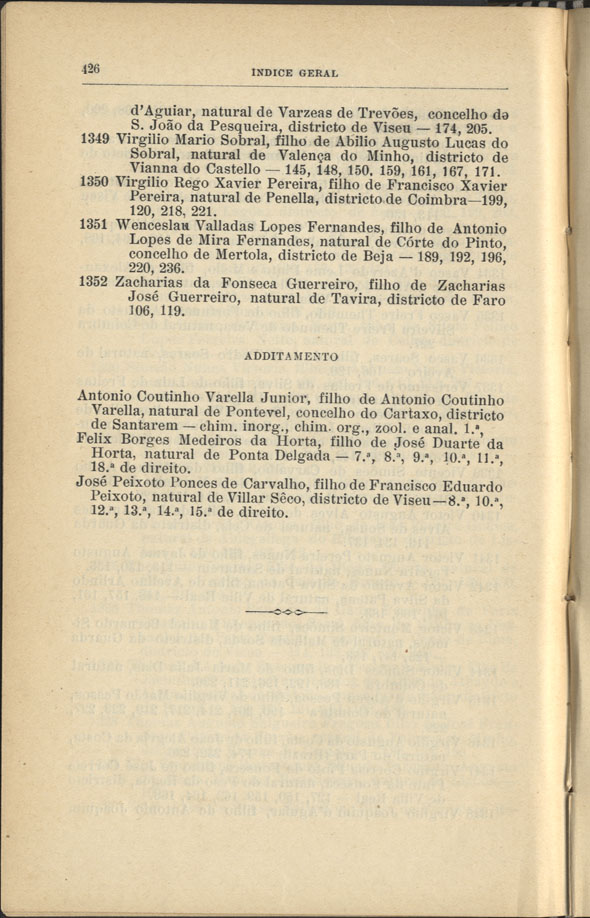 426
INDICE GERAL
d'Aguiar, natural de Varzeas de Trevões, concelho de
S. João da Pesqueira, districto de Viseu — 174, 205.
1349 Virgilio Mario Sobral, filho de Abilio Augusto Lucas do
Sobral, natural de Valença do Minho, districto de
Vianna do Castello — 145, 148, 150, 159, 161, 167, 171.
1350 Virgilio Rego Xavier Pereira, filho de Francisco Xavier
Pereira, natural de Penella, districto de Coimbra—199,
120, 218, 221.
1351 Wenceslau Valladas Lopes Fernandes, filho de Antonio
Lopes de Mira Fernandes, natural de Córte do Pinto,
concelho de Mertola, districto de Beja — 189, 192, 196,
220, 236.
1352 Zacharias da Fonseca Guerreiro, filho de Zacharias
José Guerreiro, natural de Tavira, districto de Faro
106, 119.
ADDITAMENTO
Antonio Coutinho Varella Junior, filho de Antonio Coutinho
Varella, natural de Pontevel, concelho do Cartaxo, districto
de Santarem — chim. inorg., chim. org., zool. e anal. 1.ª,
Felix Borges Medeiros da Horta, filho de José Duarte da
Horta, natural de Ponta Delgada — 7.ª, 8.ª, 9.ª, 10.ª, 11.ª,
18.ª de direito.
José Peixoto Ponces de Carvalho, filho de Francisco Eduardo
Peixoto, natural de Villar Sêco, districto de Viseu—8.ª, 10.ª,
12.ª, 13.ª, 14.ª, 15.ª de direito.